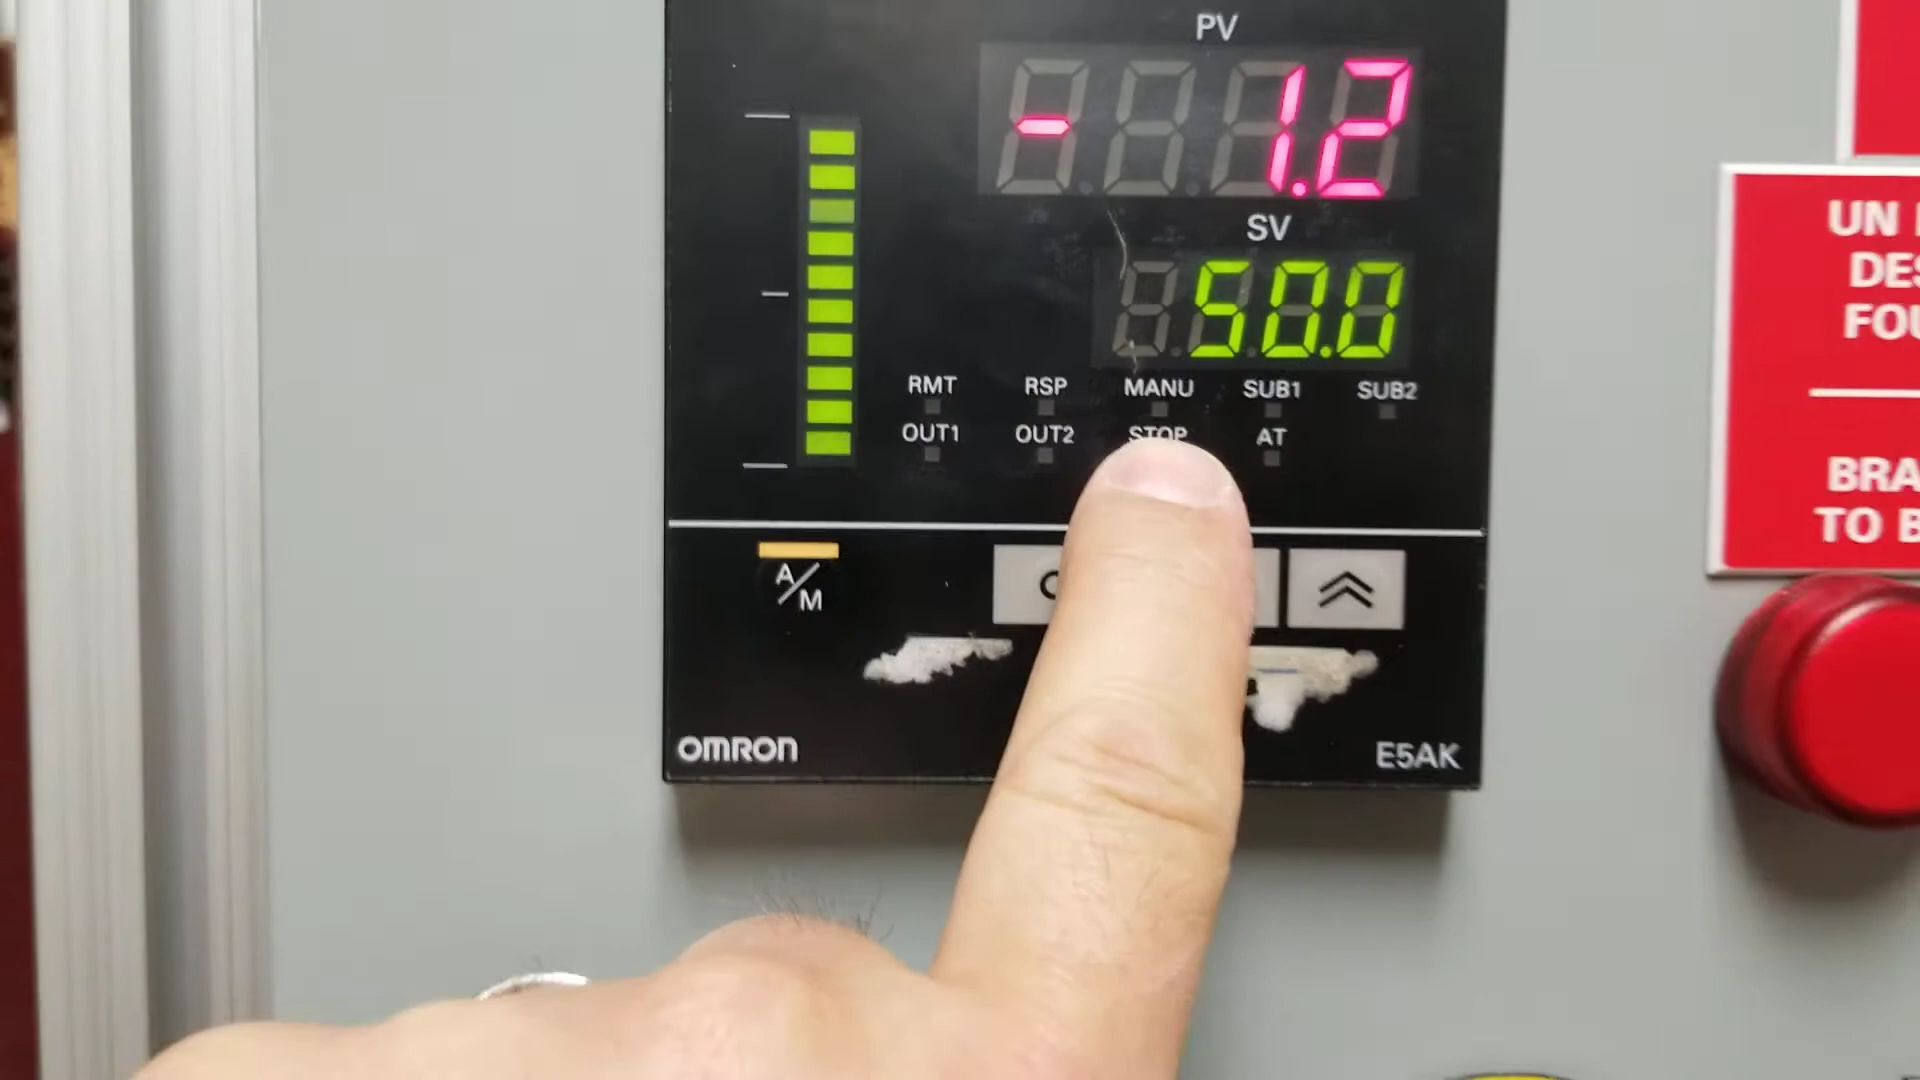 PV
- 1.2
SV
50.0
RMT RSP MANU SUB1 SUB2
OUT1 OUT2 STOP AT
A/M
OMRON E5AK
UN
DES
FOU
BRA
TO B